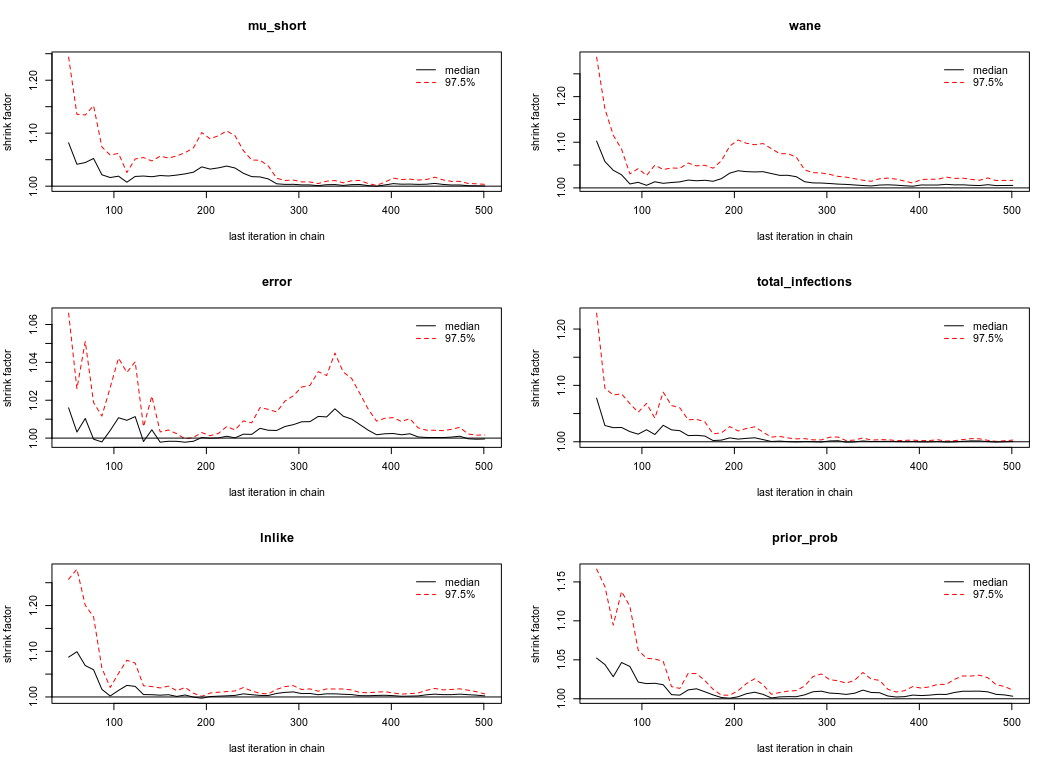 mu_short
shrink factor
1.00 1.10 1.20
median
97.5%
100 200 300 400 500
last iteration in chain
wane
shrink factor
1.00 1.10 1.20
median
97.5%
100 200 300 400 500
last iteration in chain
error
shrink factor
1.00 1.02 1.04 1.06
median
97.5%
100 200 300 400 500
last iteration in chain
total_infections
shrink factor
1.00 1.10 1.20
median
97.5%
100 200 300 400 500
last iteration in chain
lnlike
shrink factor
1.00 1.10 1.20
median
97.5%
100 200 300 400 500
last iteration in chain
prior_prob
shrink factor
1.00 1.05 1.10 1.15
median
97.5%
100 200 300 400 500
last iteration in chain